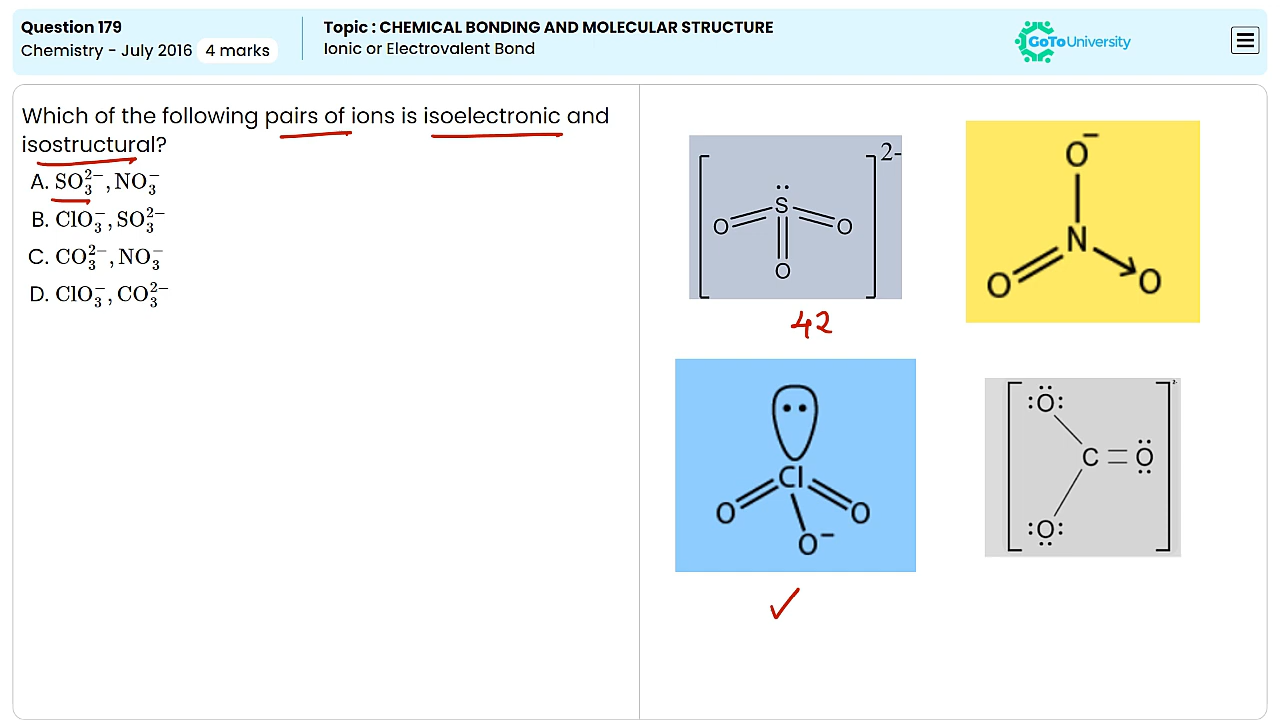 Question 179
Chemistry - July 2016 4 marks
Topic : CHEMICAL BONDING AND MOLECULAR STRUCTURE
Ionic or Electrovalent Bond
GoToUniversity
Which of the following pairs of ions is isoelectronic and
isostructural?
A. SO₃²⁻, NO₃⁻
B. ClO₃⁻, SO₃²⁻
C. CO₃²⁻, NO₃⁻
D. ClO₃⁻, CO₃²⁻
2-
S
O O
O
42
O⁻
N
O O
Cl
O O
O⁻
O
C = O
O
2-